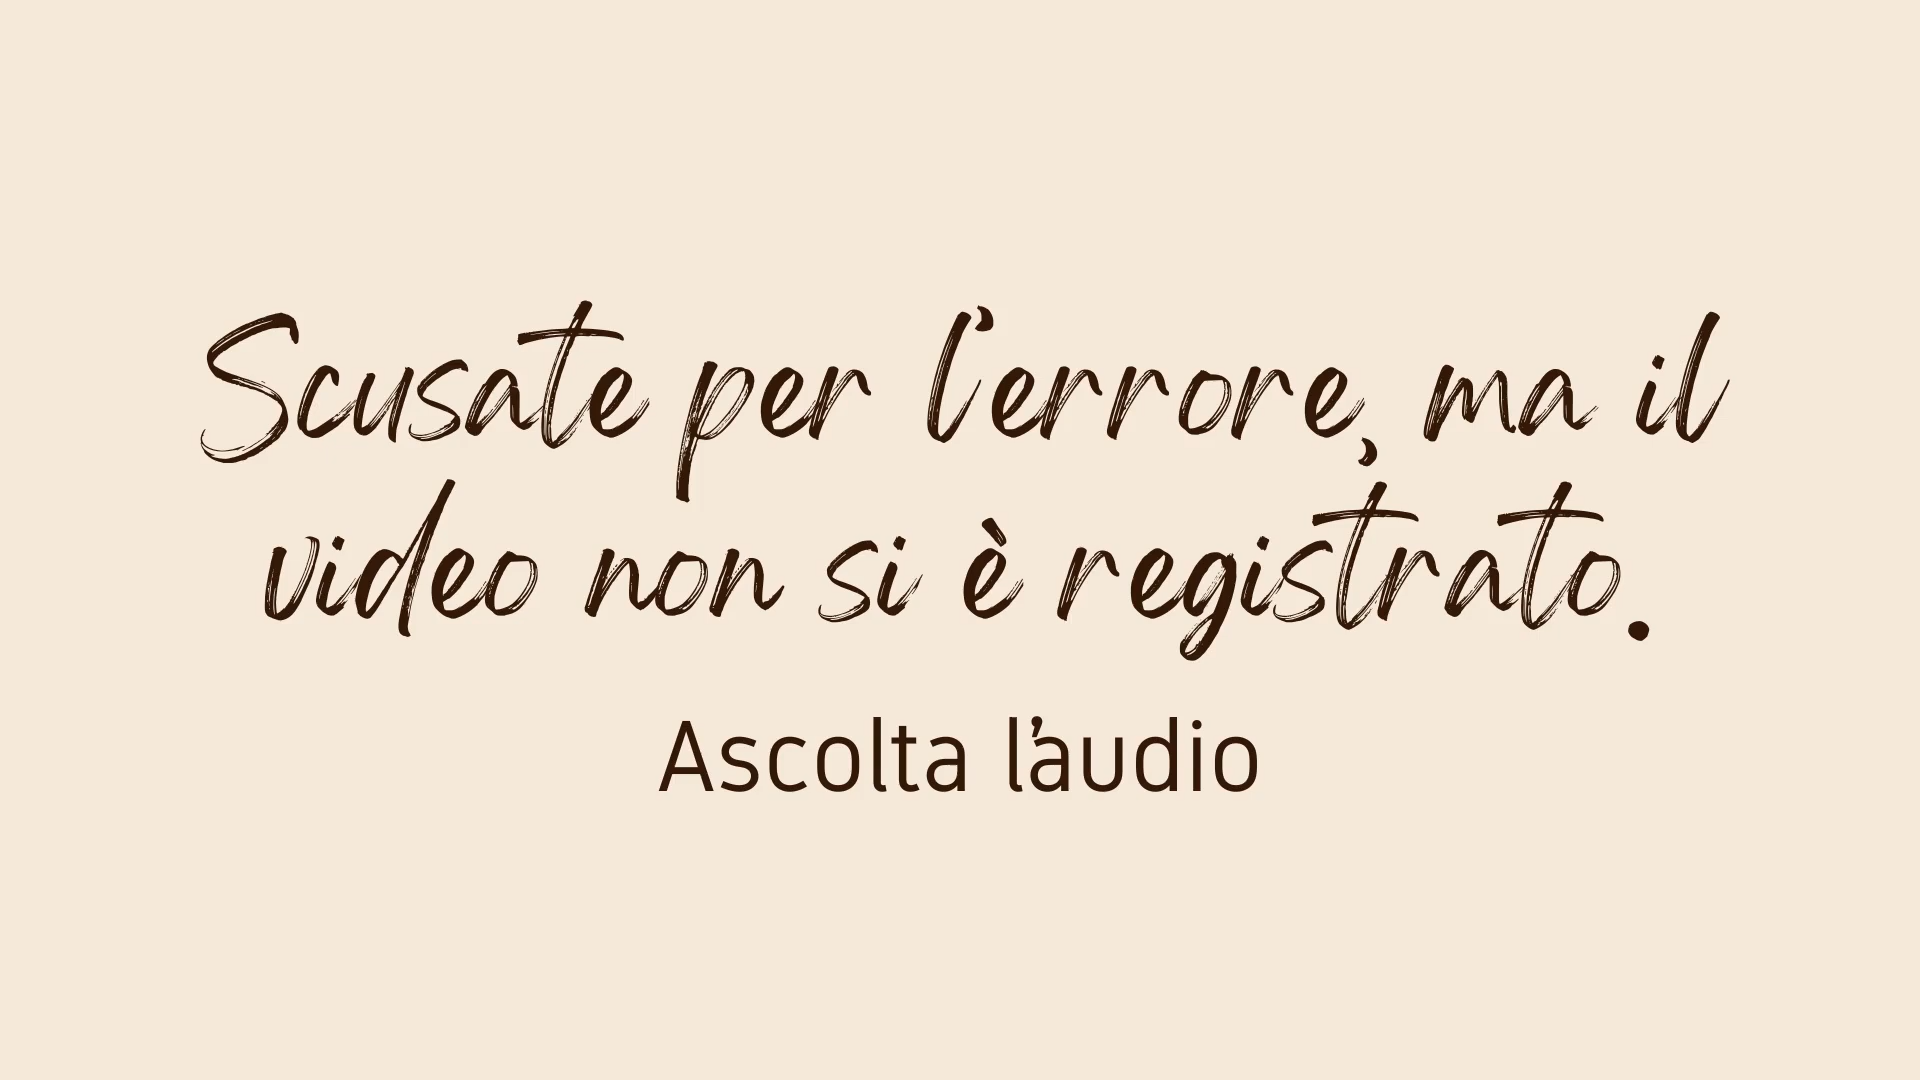 Scusate per l'errore, ma il
video non si è registrato.
Ascolta l'audio